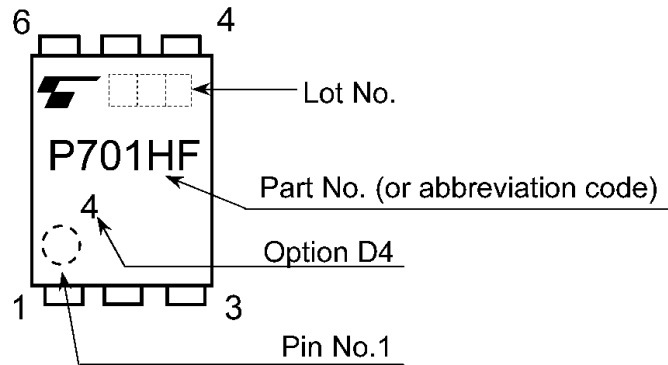 6 4
Lot No.
P701HF
Part No. (or abbreviation code)
4
Option D4
1 3
Pin No.1